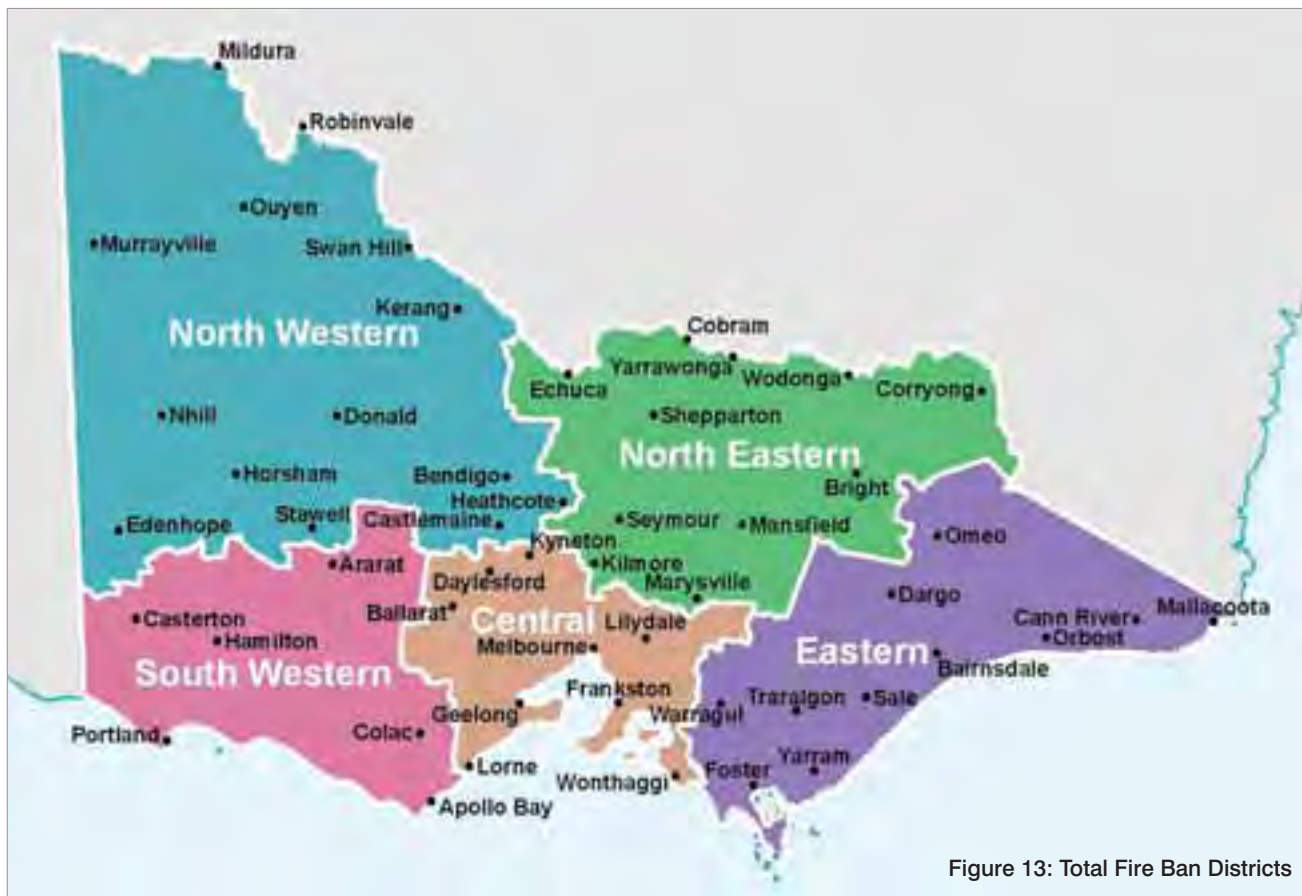 Mildura
Robinvale
Ouyen
Murrayville
Swan Hill
Kerang
North Western
Cobram
Yarrawonga
Wodonga
Echuca
Corryong
Nhill
Donald
Shepparton
North Eastern
Horsham
Bendigo
Bright
Heathcote
Edenhope
Stawell
Castlemaine
Seymour
Mansfield
Omeo
Kyneton
Ararat
Kilmore
Daylesford
Marysville
Dargo
Ballarat
Casterton
Central
Lilydale
Cann River
Mallacoota
Hamilton
Melbourne
Orbost
Eastern
Bairnsdale
South Western
Frankston
Traralgon
Sale
Geelong
Warragul
Portland
Colac
Lorne
Yarram
Foster
Wonthaggi
Apollo Bay
Figure 13: Total Fire Ban Districts